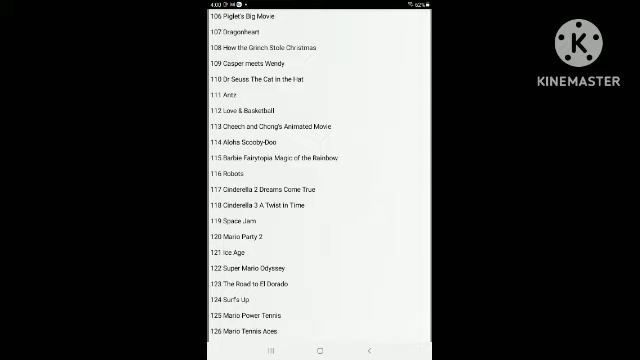 4:00
62%
106 Piglet's Big Movie
107 Dragonheart
108 How the Grinch Stole Christmas
109 Casper meets Wendy
110 Dr Seuss The Cat in the Hat
111 Antz
112 Love & Basketball
113 Cheech and Chong's Animated Movie
114 Aloha Scooby-Doo
115 Barbie Fairytopia Magic of the Rainbow
116 Robots
117 Cinderella 2 Dreams Come True
118 Cinderella 3 A Twist in Time
119 Space Jam
120 Mario Party 2
121 Ice Age
122 Super Mario Odyssey
123 The Road to El Dorado
124 Surf's Up
125 Mario Power Tennis
126 Mario Tennis Aces
K
KINEMASTER